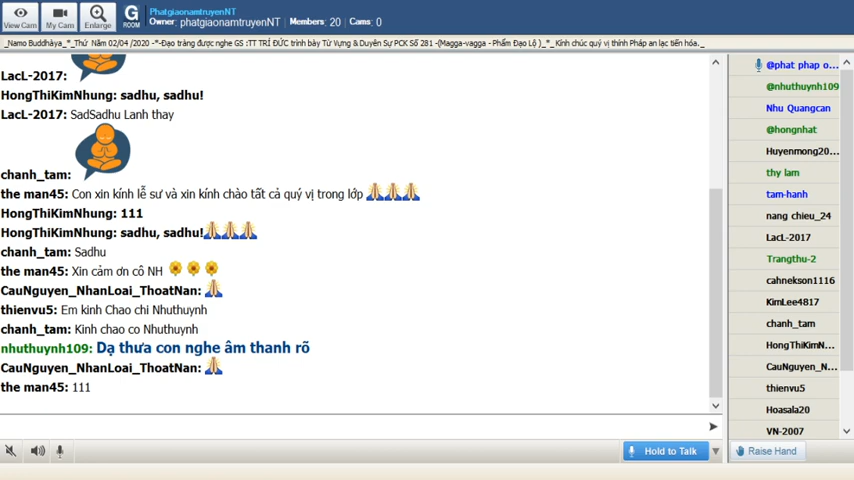 View Cam
My Cam
Enlarge
G
ROOM
PhatgiaonamtruyenNT
Owner: phatgiaonamtruyenNT | Members: 20 | Cams: 0
_Namo Buddhàya_*_Thứ Năm 02/04 /2020 -*-Đạo tràng được nghe GS :TT TRÍ ĐỨC trình bày Từ Vựng & Duyên Sự PCK Số 281 -(Magga-vagga - Phẩm Đạo Lộ )_*_ Kính chúc quý vị thính Pháp an lạc tiến hóa._
LacL-2017:
HongThiKimNhung: sadhu, sadhu!
LacL-2017: SadSadhu Lanh thay
chanh_tam:
the man45: Con xin kính lễ sư và xin kính chào tất cả quý vị trong lớp
HongThiKimNhung: 111
HongThiKimNhung: sadhu, sadhu!
chanh_tam: Sadhu
the man45: Xin cảm ơn cô NH
CauNguyen_NhanLoai_ThoatNan:
thienvu5: Em kinh Chao chi Nhuthuynh
chanh_tam: Kinh chao co Nhuthuynh
nhuthuynh109: Dạ thưa con nghe âm thanh rõ
CauNguyen_NhanLoai_ThoatNan:
the man45: 111
Hold to Talk
@phat phap o...
@nhuthuynh109
Nhu Quangcan
@hongnhat
Huyenmong20...
thy lam
tam-hanh
nang chieu_24
LacL-2017
Trangthu-2
cahnekson1116
KimLee4817
chanh_tam
HongThiKimN...
CauNguyen_N...
thienvu5
Hoasala20
VN-2007
Raise Hand